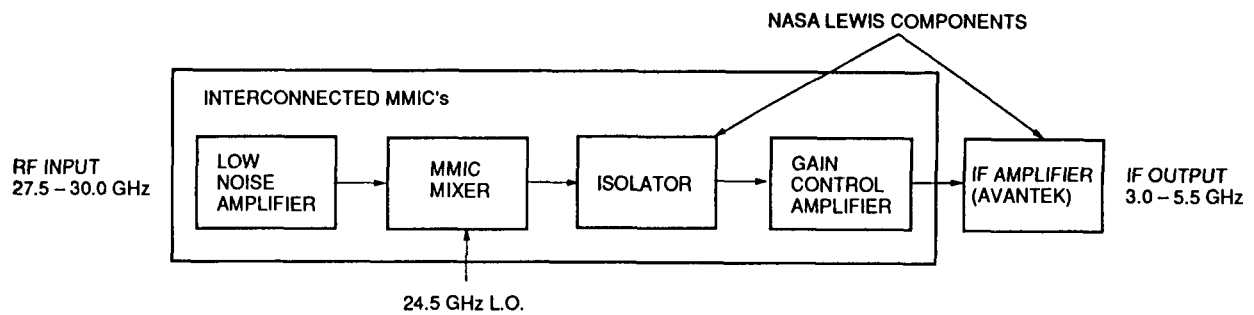 NASA LEWIS COMPONENTS
INTERCONNECTED MMIC's
RF INPUT
27.5 – 30.0 GHz
LOW
NOISE
AMPLIFIER
MMIC
MIXER
ISOLATOR
GAIN
CONTROL
AMPLIFIER
IF AMPLIFIER
(AVANTEK)
IF OUTPUT
3.0 – 5.5 GHz
24.5 GHz L.O.